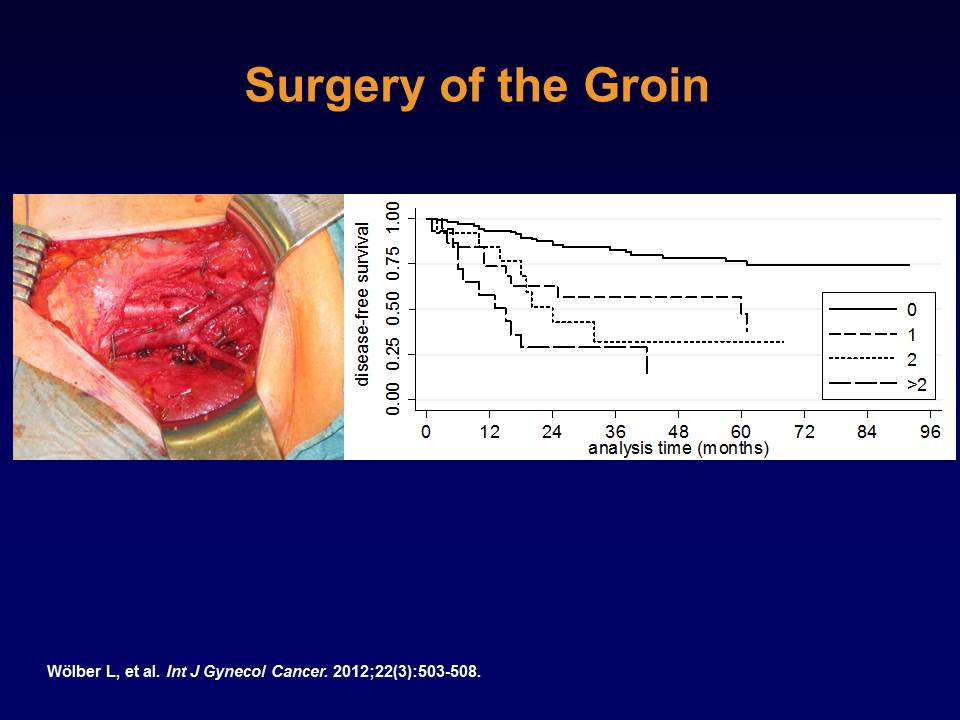 Surgery of the Groin
disease-free survival
1.00
0.75
0.50
0.25
0.00
0
1
2
>2
0 12 24 36 48 60 72 84 96
analysis time (months)
Wölber L, et al. Int J Gynecol Cancer. 2012;22(3):503-508.